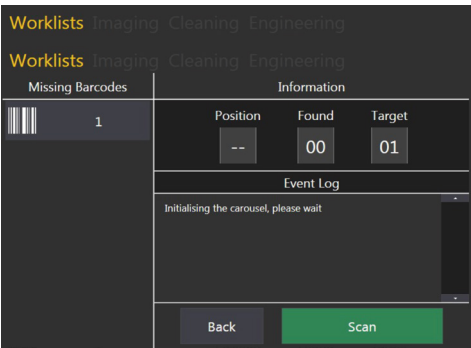 Worklists Imaging Cleaning Engineering
Worklists Imaging Cleaning Engineering
Missing Barcodes
1
Information
Position Found Target
-- 00 01
Event Log
Initialising the carousel, please wait
Back Scan